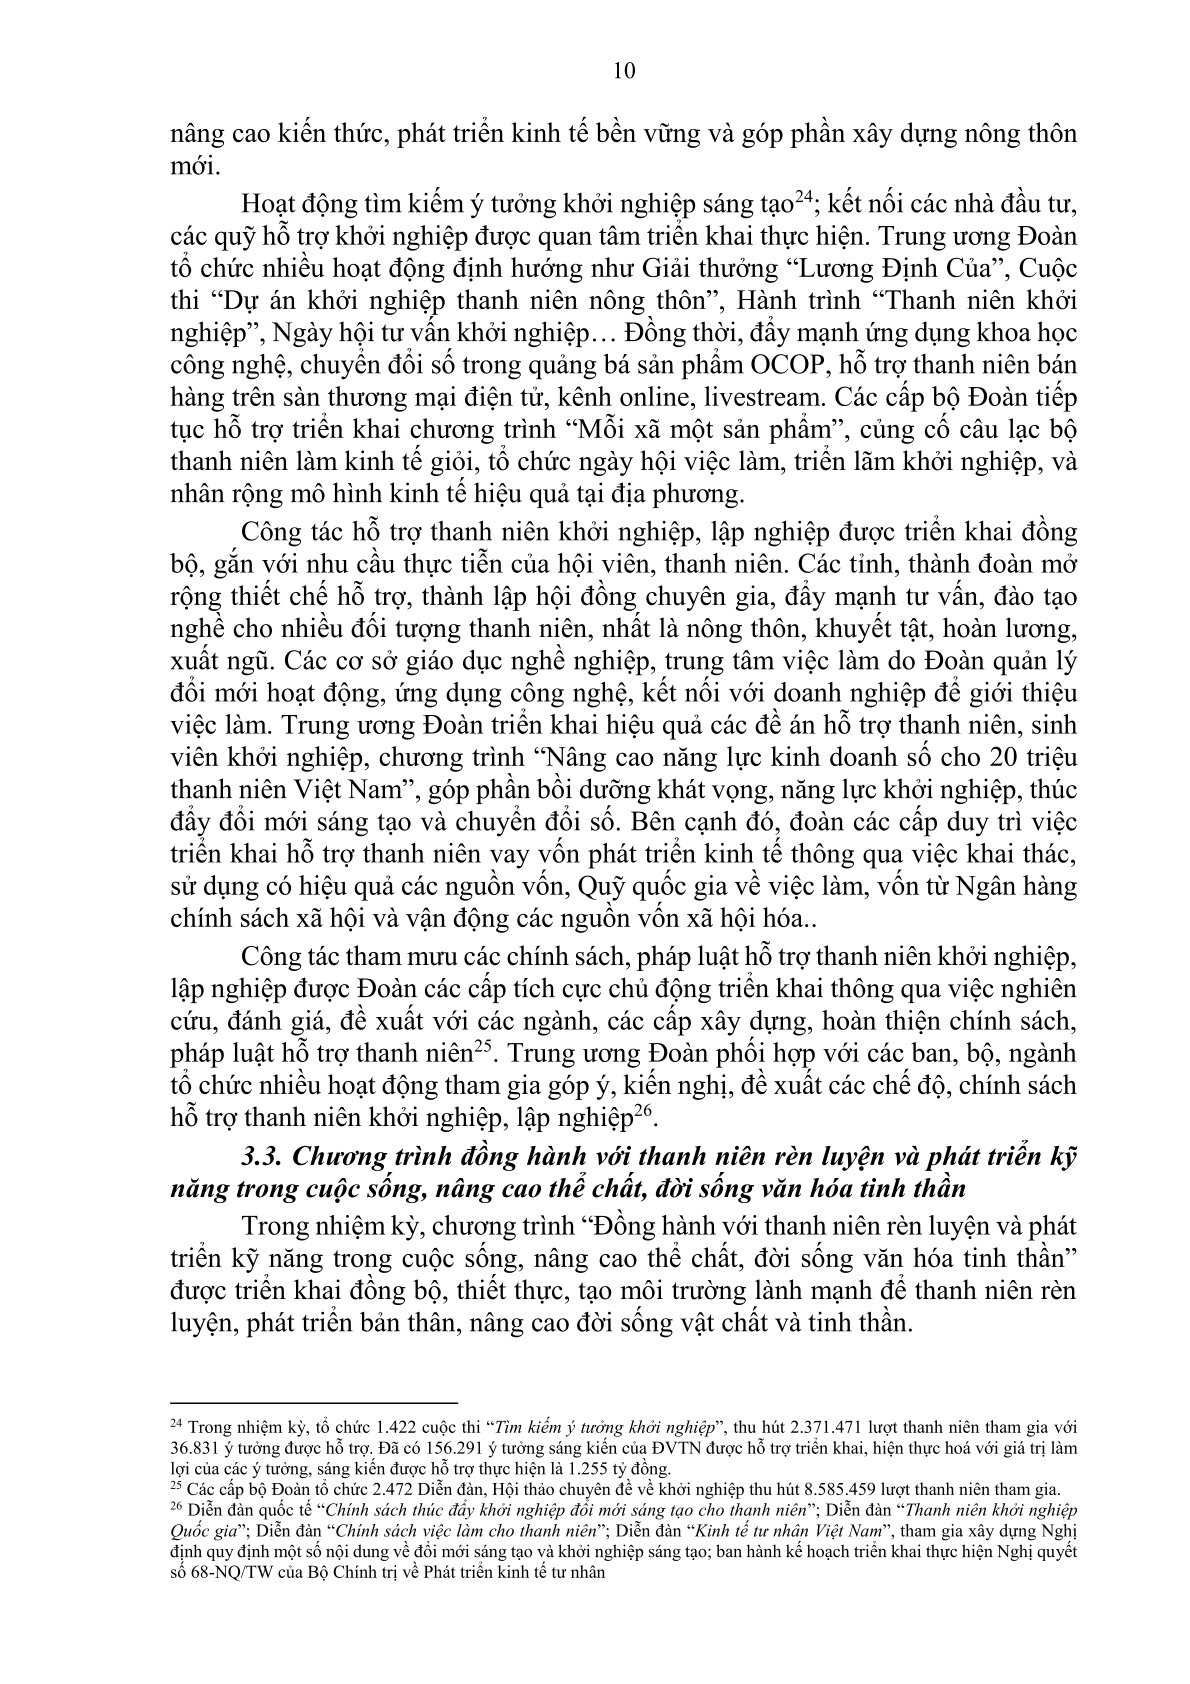 10
nâng cao kiến thức, phát triển kinh tế bền vững và góp phần xây dựng nông thôn
mới.
Hoạt động tìm kiếm ý tưởng khởi nghiệp sáng tạo24; kết nối các nhà đầu tư,
các quỹ hỗ trợ khởi nghiệp được quan tâm triển khai thực hiện. Trung ương Đoàn
tổ chức nhiều hoạt động định hướng như Giải thưởng “Lương Định Của”, Cuộc
thi “Dự án khởi nghiệp thanh niên nông thôn”, Hành trình “Thanh niên khởi
nghiệp”, Ngày hội tư vấn khởi nghiệp… Đồng thời, đẩy mạnh ứng dụng khoa học
công nghệ, chuyển đổi số trong quảng bá sản phẩm OCOP, hỗ trợ thanh niên bán
hàng trên sàn thương mại điện tử, kênh online, livestream. Các cấp bộ Đoàn tiếp
tục hỗ trợ triển khai chương trình “Mỗi xã một sản phẩm”, củng cố câu lạc bộ
thanh niên làm kinh tế giỏi, tổ chức ngày hội việc làm, triển lãm khởi nghiệp, và
nhân rộng mô hình kinh tế hiệu quả tại địa phương.
Công tác hỗ trợ thanh niên khởi nghiệp, lập nghiệp được triển khai đồng
bộ, gắn với nhu cầu thực tiễn của hội viên, thanh niên. Các tỉnh, thành đoàn mở
rộng thiết chế hỗ trợ, thành lập hội đồng chuyên gia, đẩy mạnh tư vấn, đào tạo
nghề cho nhiều đối tượng thanh niên, nhất là nông thôn, khuyết tật, hoàn lương,
xuất ngũ. Các cơ sở giáo dục nghề nghiệp, trung tâm việc làm do Đoàn quản lý
đổi mới hoạt động, ứng dụng công nghệ, kết nối với doanh nghiệp để giới thiệu
việc làm. Trung ương Đoàn triển khai hiệu quả các đề án hỗ trợ thanh niên, sinh
viên khởi nghiệp, chương trình “Nâng cao năng lực kinh doanh số cho 20 triệu
thanh niên Việt Nam”, góp phần bồi dưỡng khát vọng, năng lực khởi nghiệp, thúc
đẩy đổi mới sáng tạo và chuyển đổi số. Bên cạnh đó, đoàn các cấp duy trì việc
triển khai hỗ trợ thanh niên vay vốn phát triển kinh tế thông qua việc khai thác,
sử dụng có hiệu quả các nguồn vốn, Quỹ quốc gia về việc làm, vốn từ Ngân hàng
chính sách xã hội và vận động các nguồn vốn xã hội hóa..
Công tác tham mưu các chính sách, pháp luật hỗ trợ thanh niên khởi nghiệp,
lập nghiệp được Đoàn các cấp tích cực chủ động triển khai thông qua việc nghiên
cứu, đánh giá, đề xuất với các ngành, các cấp xây dựng, hoàn thiện chính sách,
pháp luật hỗ trợ thanh niên25. Trung ương Đoàn phối hợp với các ban, bộ, ngành
tổ chức nhiều hoạt động tham gia góp ý, kiến nghị, đề xuất các chế độ, chính sách
hỗ trợ thanh niên khởi nghiệp, lập nghiệp26.
3.3. Chương trình đồng hành với thanh niên rèn luyện và phát triển kỹ
năng trong cuộc sống, nâng cao thể chất, đời sống văn hóa tinh thần
Trong nhiệm kỳ, chương trình “Đồng hành với thanh niên rèn luyện và phát
triển kỹ năng trong cuộc sống, nâng cao thể chất, đời sống văn hóa tinh thần”
được triển khai đồng bộ, thiết thực, tạo môi trường lành mạnh để thanh niên rèn
luyện, phát triển bản thân, nâng cao đời sống vật chất và tinh thần.
24 Trong nhiệm kỳ, tổ chức 1.422 cuộc thi “Tìm kiếm ý tưởng khởi nghiệp”, thu hút 2.371.471 lượt thanh niên tham gia với
36.831 ý tưởng được hỗ trợ. Đã có 156.291 ý tưởng sáng kiến của ĐVTN được hỗ trợ triển khai, hiện thực hoá với giá trị làm
lợi của các ý tưởng, sáng kiến được hỗ trợ thực hiện là 1.255 tỷ đồng.
25 Các cấp bộ Đoàn tổ chức 2.472 Diễn đàn, Hội thảo chuyên đề về khởi nghiệp thu hút 8.585.459 lượt thanh niên tham gia.
26 Diễn đàn quốc tế “Chính sách thúc đẩy khởi nghiệp đổi mới sáng tạo cho thanh niên”; Diễn đàn “Thanh niên khởi nghiệp
Quốc gia”; Diễn đàn “Chính sách việc làm cho thanh niên”; Diễn đàn “Kinh tế tư nhân Việt Nam”, tham gia xây dựng Nghị
định quy định một số nội dung về đổi mới sáng tạo và khởi nghiệp sáng tạo; ban hành kế hoạch triển khai thực hiện Nghị quyết
số 68-NQ/TW của Bộ Chính trị về Phát triển kinh tế tư nhân